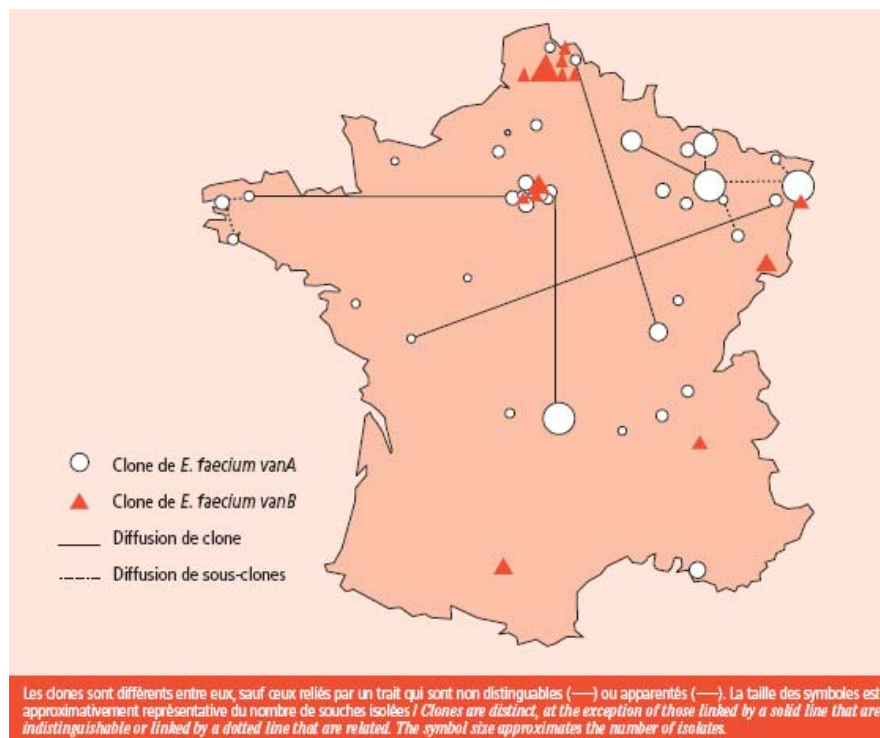 Clone de E. faecium vanA
Clone de E. faecium vanB
Diffusion de clone
Diffusion de sous-clones
Les clones sont différents entre eux, sauf ceux reliés par un trait qui sont non distinguables (——) ou apparentés (——). La taille des symboles est
approximativement représentative du nombre de souches isolées / Clones are distinct, at the exception of those linked by a solid line that are
indistinguishable or linked by a dotted line that are related. The symbol size approximates the number of isolates.